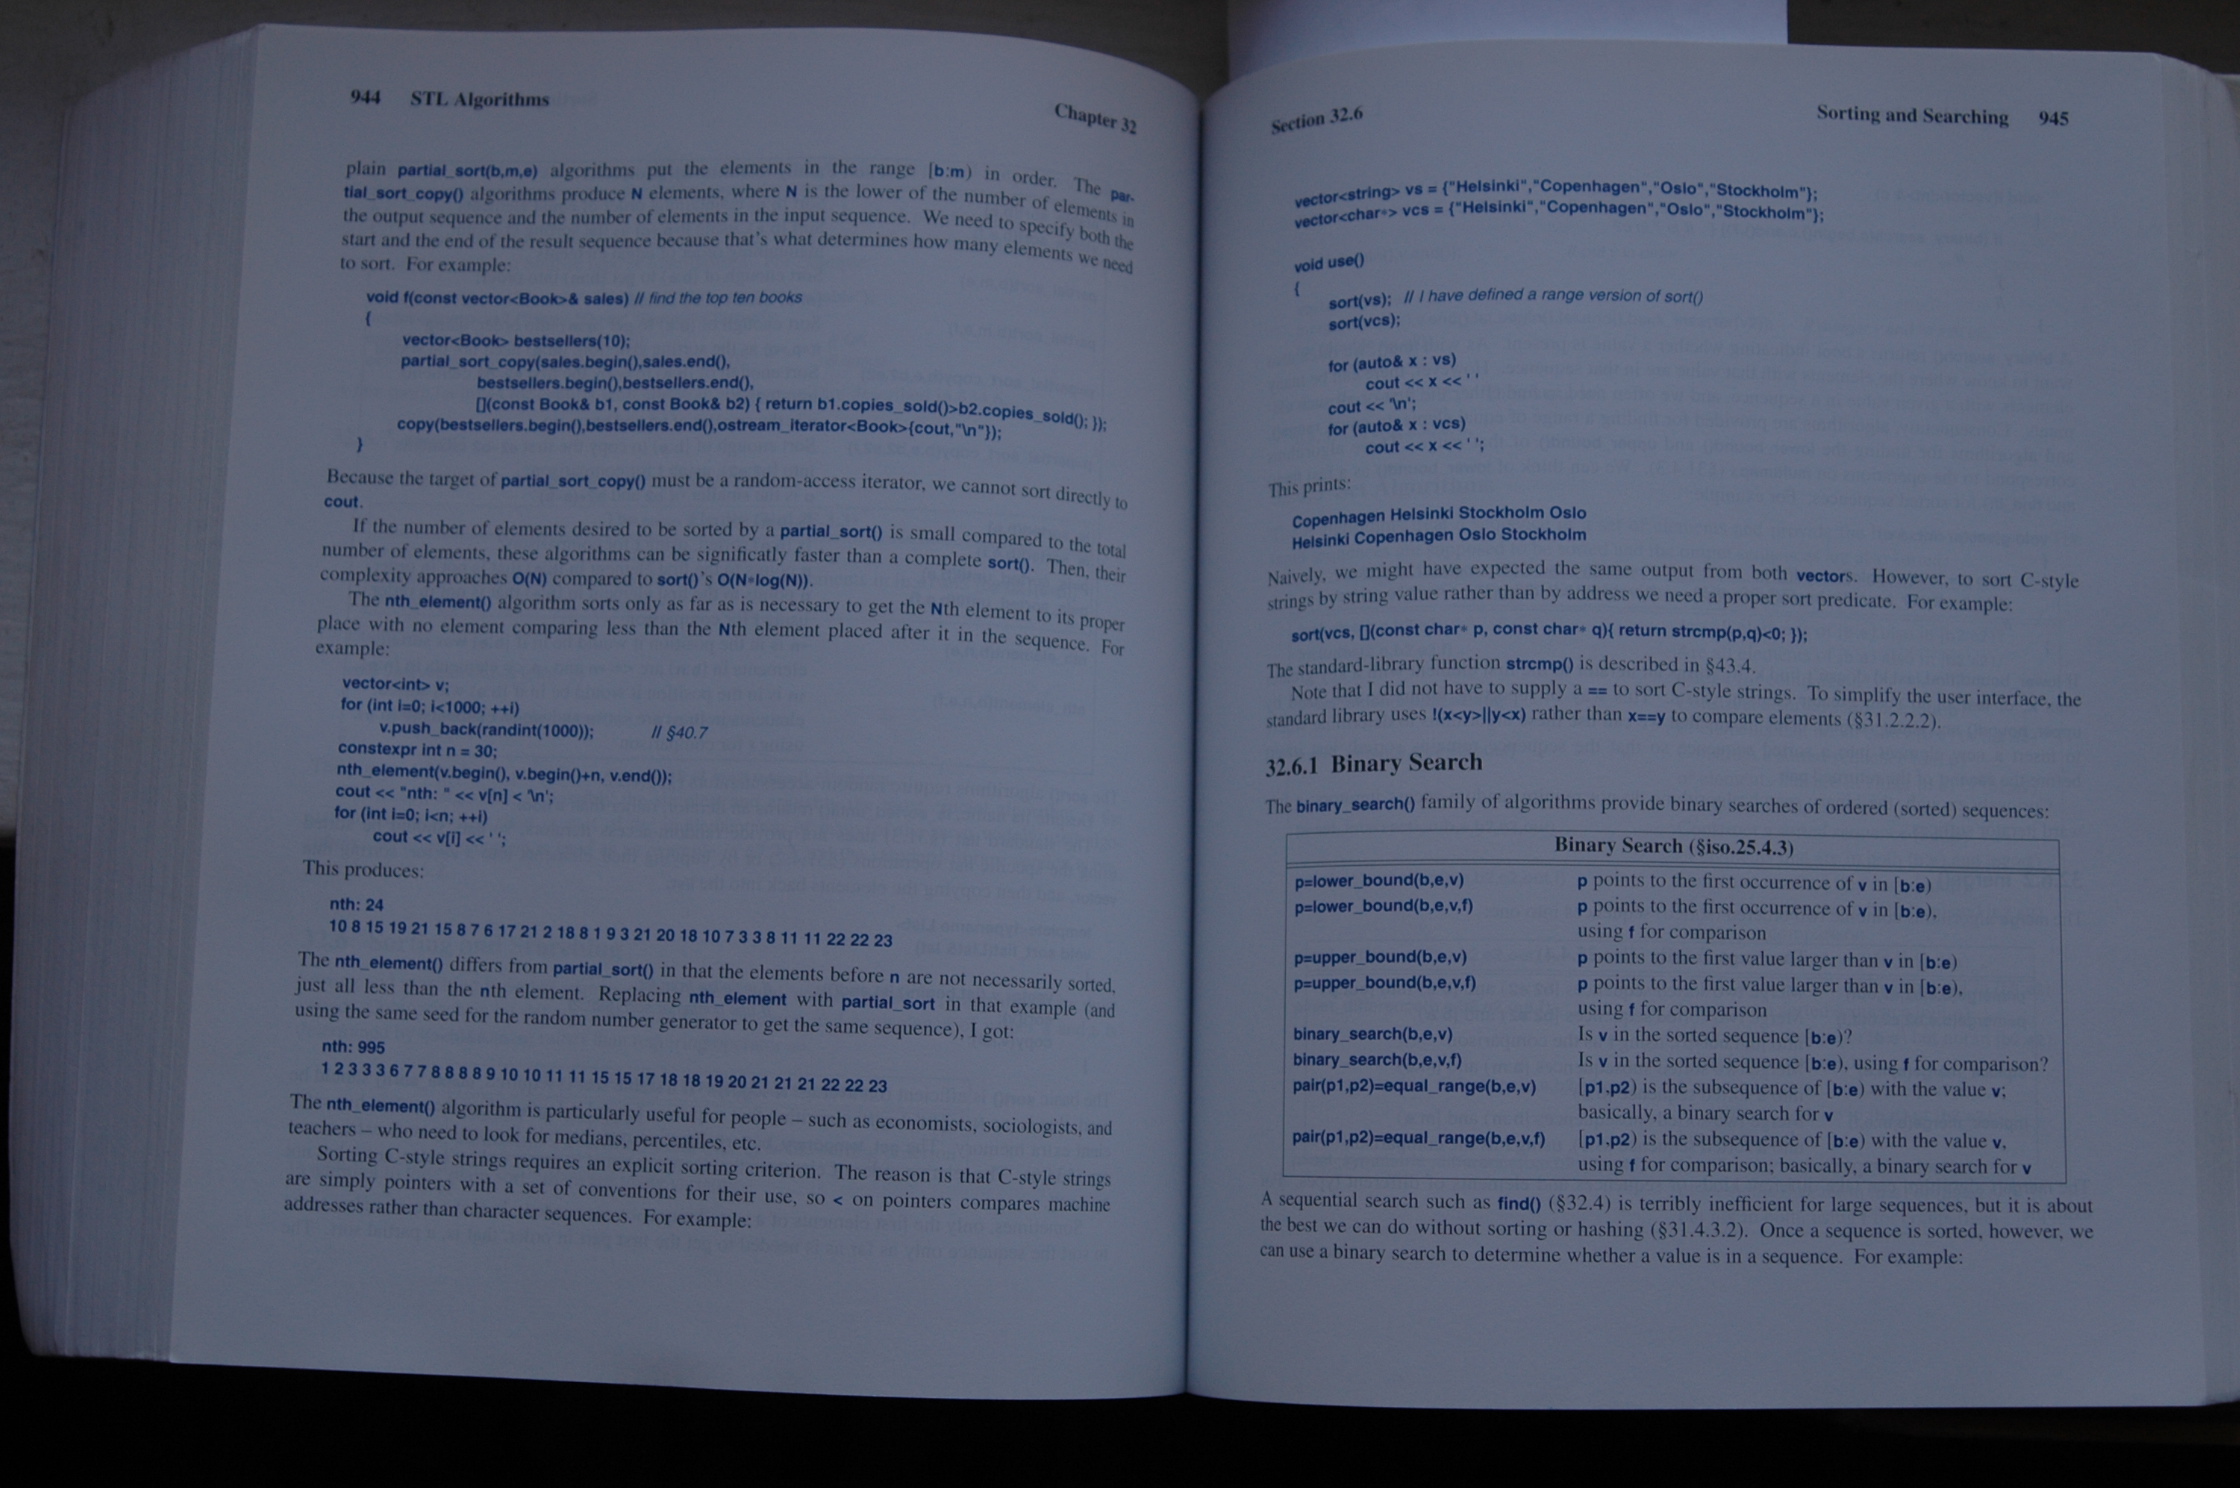 944 STL Algorithms Chapter 32
plain partial_sort(b,m,e) algorithms put the elements in the range [b:m) in order. The par-
tial_sort_copy() algorithms produce N elements, where N is the lower of the number of elements in
the output sequence and the number of elements in the input sequence. We need to specify both the
start and the end of the result sequence because that's what determines how many elements we need
to sort. For example:
void f(const vector<Book>& sales) // find the top ten books
{
vector<Book> bestsellers(10);
partial_sort_copy(sales.begin(),sales.end(),
bestsellers.begin(),bestsellers.end(),
[](const Book& b1, const Book& b2) { return b1.copies_sold()>b2.copies_sold(); });
copy(bestsellers.begin(),bestsellers.end(),ostream_iterator<Book>{cout,"\n"});
}
Because the target of partial_sort_copy() must be a random-access iterator, we cannot sort directly to
cout.
If the number of elements desired to be sorted by a partial_sort() is small compared to the total
number of elements, these algorithms can be significatly faster than a complete sort(). Then, their
complexity approaches O(N) compared to sort()'s O(N*log(N)).
The nth_element() algorithm sorts only as far as is necessary to get the Nth element to its proper
place with no element comparing less than the Nth element placed after it in the sequence. For
example:
vector<int> v;
for (int i=0; i<1000; ++i)
v.push_back(randint(1000)); // §40.7
constexpr int n = 30;
nth_element(v.begin(), v.begin()+n, v.end());
cout << "nth: " << v[n] < '\n';
for (int i=0; i<n; ++i)
cout << v[i] << ' ';
This produces:
nth: 24
10 8 15 19 21 15 8 7 6 17 21 2 18 8 1 9 3 21 20 18 10 7 3 3 8 11 11 22 22 23
The nth_element() differs from partial_sort() in that the elements before n are not necessarily sorted,
just all less than the nth element. Replacing nth_element with partial_sort in that example (and
using the same seed for the random number generator to get the same sequence), I got:
nth: 995
1 2 3 3 3 6 7 7 8 8 8 8 9 10 10 11 11 15 15 17 18 18 19 20 21 21 21 22 22 23
The nth_element() algorithm is particularly useful for people – such as economists, sociologists, and
teachers – who need to look for medians, percentiles, etc.
Sorting C-style strings requires an explicit sorting criterion. The reason is that C-style strings
are simply pointers with a set of conventions for their use, so < on pointers compares machine
addresses rather than character sequences. For example:
Section 32.6 Sorting and Searching 945
vector<string> vs = {"Helsinki","Copenhagen","Oslo","Stockholm"};
vector<char*> vcs = {"Helsinki","Copenhagen","Oslo","Stockholm"};
void use()
{
sort(vs); // I have defined a range version of sort()
sort(vcs);
for (auto& x : vs)
cout << x << ' '
cout << '\n';
for (auto& x : vcs)
cout << x << ' ';
This prints:
Copenhagen Helsinki Stockholm Oslo
Helsinki Copenhagen Oslo Stockholm
Naively, we might have expected the same output from both vectors. However, to sort C-style
strings by string value rather than by address we need a proper sort predicate. For example:
sort(vcs, [](const char* p, const char* q){ return strcmp(p,q)<0; });
The standard-library function strcmp() is described in §43.4.
Note that I did not have to supply a == to sort C-style strings. To simplify the user interface, the
standard library uses !(x<y>||y<x) rather than x==y to compare elements (§31.2.2.2).
32.6.1 Binary Search
The binary_search() family of algorithms provide binary searches of ordered (sorted) sequences:
Binary Search (§iso.25.4.3)
p=lower_bound(b,e,v) p points to the first occurrence of v in [b:e)
p=lower_bound(b,e,v,f) p points to the first occurrence of v in [b:e),
using f for comparison
p=upper_bound(b,e,v) p points to the first value larger than v in [b:e)
p=upper_bound(b,e,v,f) p points to the first value larger than v in [b:e),
using f for comparison
binary_search(b,e,v) Is v in the sorted sequence [b:e)?
binary_search(b,e,v,f) Is v in the sorted sequence [b:e), using f for comparison?
pair(p1,p2)=equal_range(b,e,v) [p1,p2) is the subsequence of [b:e) with the value v;
basically, a binary search for v
pair(p1,p2)=equal_range(b,e,v,f) [p1,p2) is the subsequence of [b:e) with the value v,
using f for comparison; basically, a binary search for v
A sequential search such as find() (§32.4) is terribly inefficient for large sequences, but it is about
the best we can do without sorting or hashing (§31.4.3.2). Once a sequence is sorted, however, we
can use a binary search to determine whether a value is in a sequence. For example: